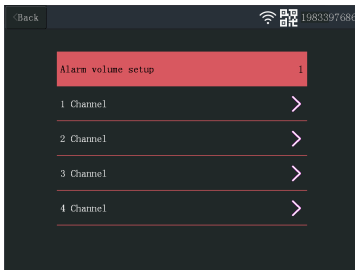 <Back
1983397686
Alarm volume setup 1
1 Channel
2 Channel
3 Channel
4 Channel